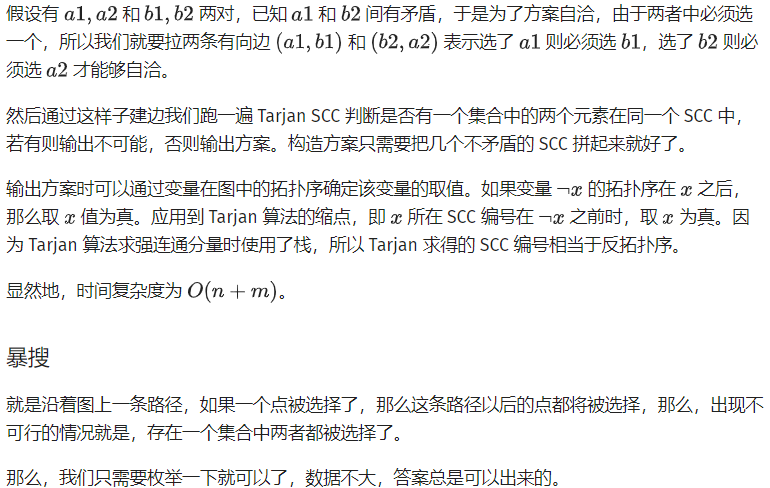 假设有 a1, a2 和 b1, b2 两对，已知 a1 和 b2 间有矛盾，于是为了方案自洽，由于两者中必须选
一个，所以我们就要拉两条有向边 (a1, b1) 和 (b2, a2) 表示选了 a1 则必须选 b1，选了 b2 则必
须选 a2 才能够自洽。
然后通过这样子建边我们跑一遍 Tarjan SCC 判断是否有一个集合中的两个元素在同一个 SCC 中，
若有则输出不可能，否则输出方案。构造方案只需要把几个不矛盾的 SCC 拼起来就好了。
输出方案时可以通过变量在图中的拓扑序确定该变量的取值。如果变量 ¬x 的拓扑序在 x 之后，
那么取 x 值为真。应用到 Tarjan 算法的缩点，即 x 所在 SCC 编号在 ¬x 之前时，取 x 为真。因
为 Tarjan 算法求强连通分量时使用了栈，所以 Tarjan 求得的 SCC 编号相当于反拓扑序。
显然地，时间复杂度为 O(n + m)。
暴搜
就是沿着图上一条路径，如果一个点被选择了，那么这条路径以后的点都将被选择，那么，出现不
可行的情况就是，存在一个集合中两者都被选择了。
那么，我们只需要枚举一下就可以了，数据不大，答案总是可以出来的。